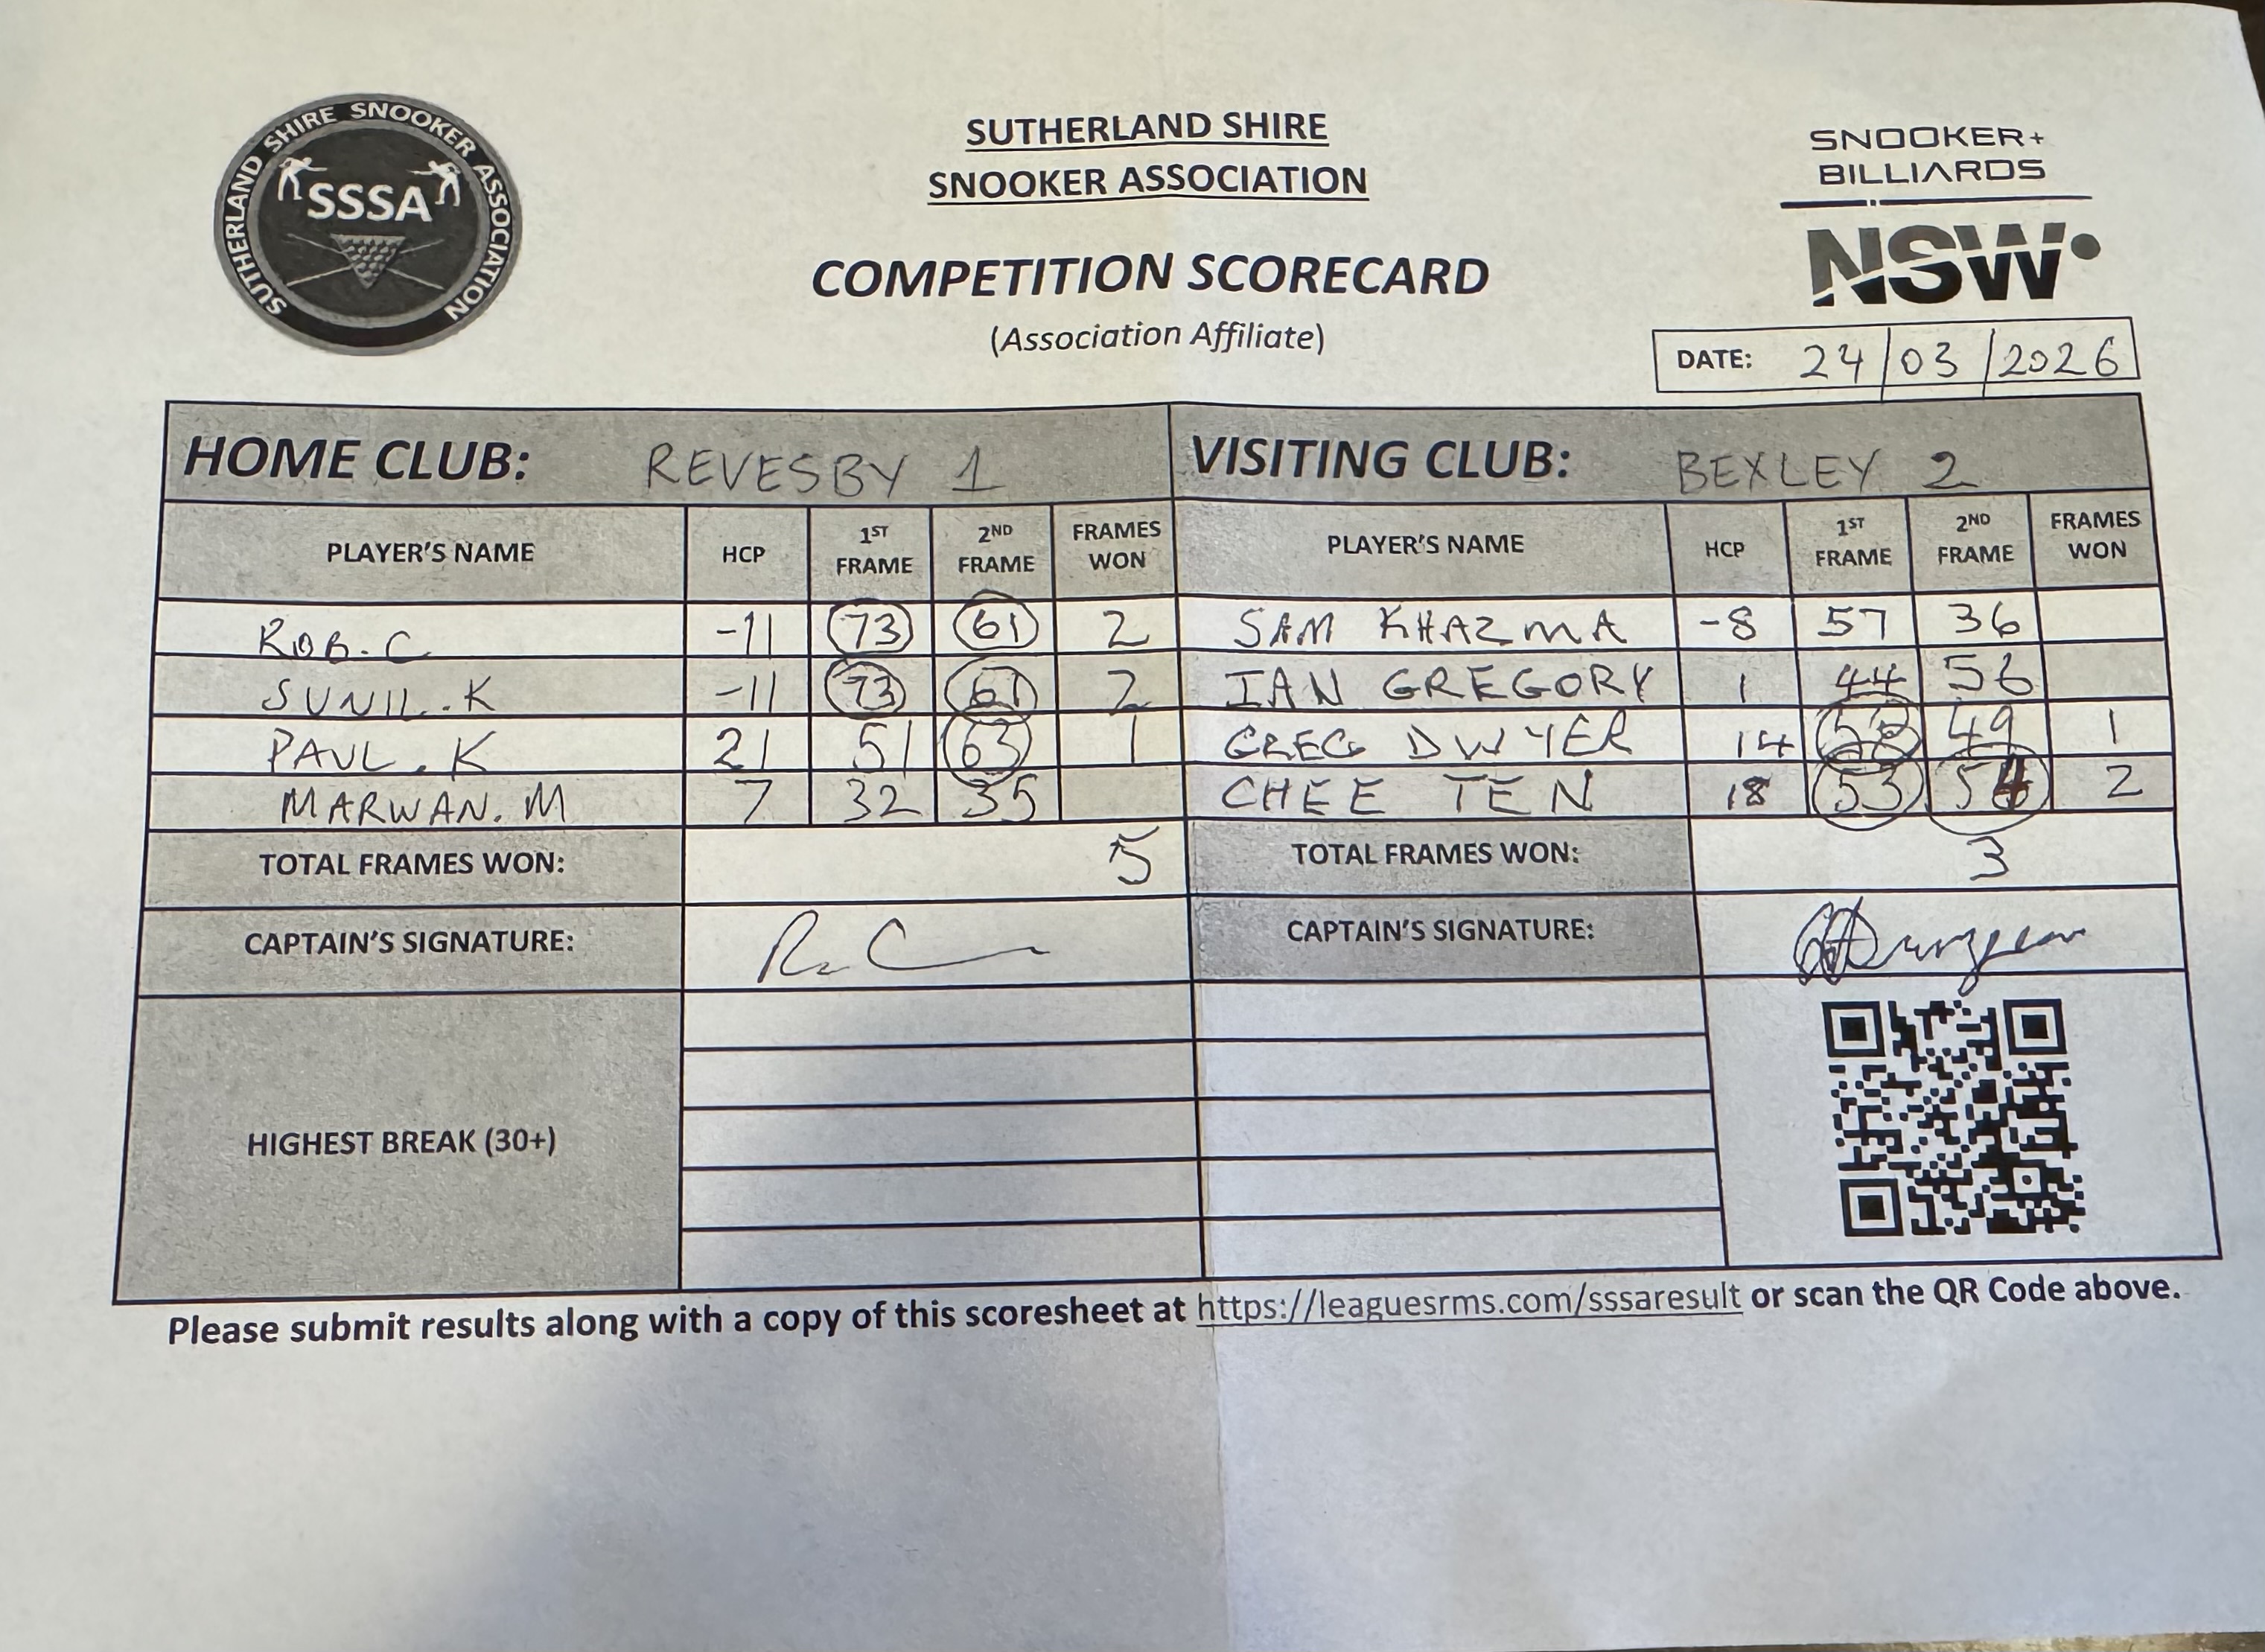 SUTHERLAND SHIRE SNOOKER ASSOCIATION
SSSA
SUTHERLAND SHIRE
SNOOKER ASSOCIATION
COMPETITION SCORECARD
(Association Affiliate)
SNOOKER+
BILLIARDS
NSW
DATE: 24/03/2026
HOME CLUB: REVESBY 1 VISITING CLUB: BEXLEY 2
PLAYER'S NAME HCP 1ST FRAME 2ND FRAME FRAMES WON PLAYER'S NAME HCP 1ST FRAME 2ND FRAME FRAMES WON
ROB.C -11 73 61 2 SAM KHAZMA -8 57 36
SUNIL.K -11 73 61 2 IAN GREGORY 1 44 56
PAUL.K 21 51 63 1 GREG DWYER 14 49 1
MARWAN.M 7 32 35 CHEE TEN 18 53 54 2
TOTAL FRAMES WON: 5 TOTAL FRAMES WON: 3
CAPTAIN'S SIGNATURE: CAPTAIN'S SIGNATURE:
HIGHEST BREAK (30+)
Please submit results along with a copy of this scoresheet at https://leaguesrms.com/sssaresult or scan the QR Code above.